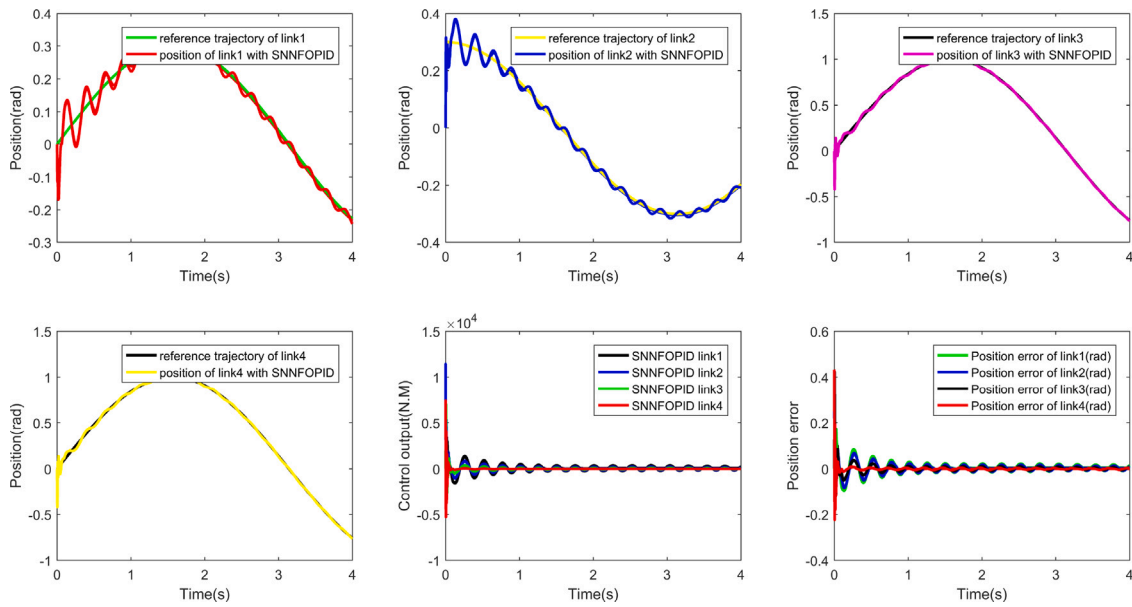 0.4
0.3
0.2
0.1
0
-0.1
-0.2
-0.3
Position(rad)
reference trajectory of link1
position of link1 with SNNFOPID
0 1 2 3 4
Time(s)
0.4
0.2
0
-0.2
-0.4
Position(rad)
reference trajectory of link2
position of link2 with SNNFOPID
0 1 2 3 4
Time(s)
1.5
1
0.5
0
-0.5
-1
Position(rad)
reference trajectory of link3
position of link3 with SNNFOPID
0 1 2 3 4
Time(s)
1.5
1
0.5
0
-0.5
-1
Position(rad)
reference trajectory of link4
position of link4 with SNNFOPID
0 1 2 3 4
Time(s)
×10⁴
1.5
1
0.5
0
-0.5
-1
Control output(N.M)
SNNFOPID link1
SNNFOPID link2
SNNFOPID link3
SNNFOPID link4
0 1 2 3 4
Time(s)
0.6
0.4
0.2
0
-0.2
-0.4
Position error
Position error of link1(rad)
Position error of link2(rad)
Position error of link3(rad)
Position error of link4(rad)
0 1 2 3 4
Time(s)